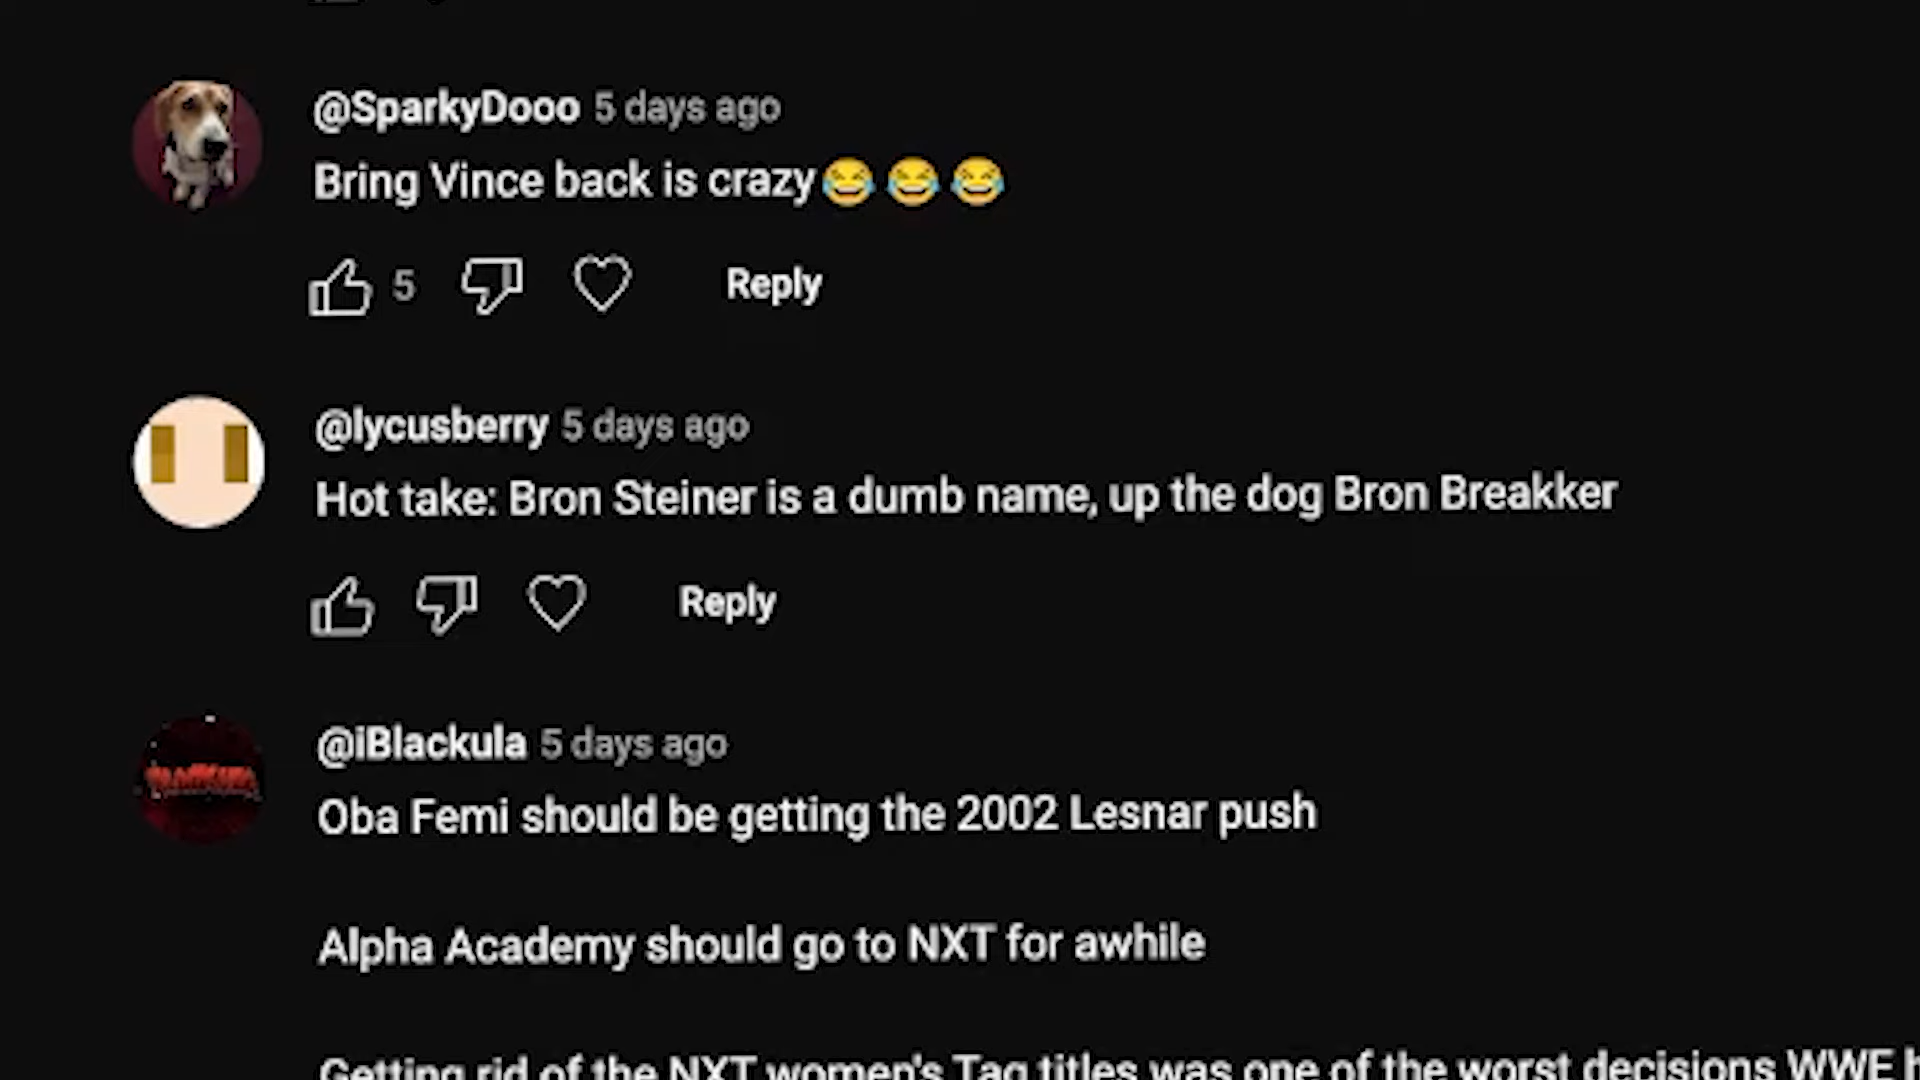 @SparkyDooo 5 days ago
Bring Vince back is crazy😂😂😂
5 Reply
@lycusberry 5 days ago
Hot take: Bron Steiner is a dumb name, up the dog Bron Breakker
Reply
@iBlackula 5 days ago
Oba Femi should be getting the 2002 Lesnar push
Alpha Academy should go to NXT for awhile
Getting rid of the NXT women's Tag titles was one of the worst decisions WWE